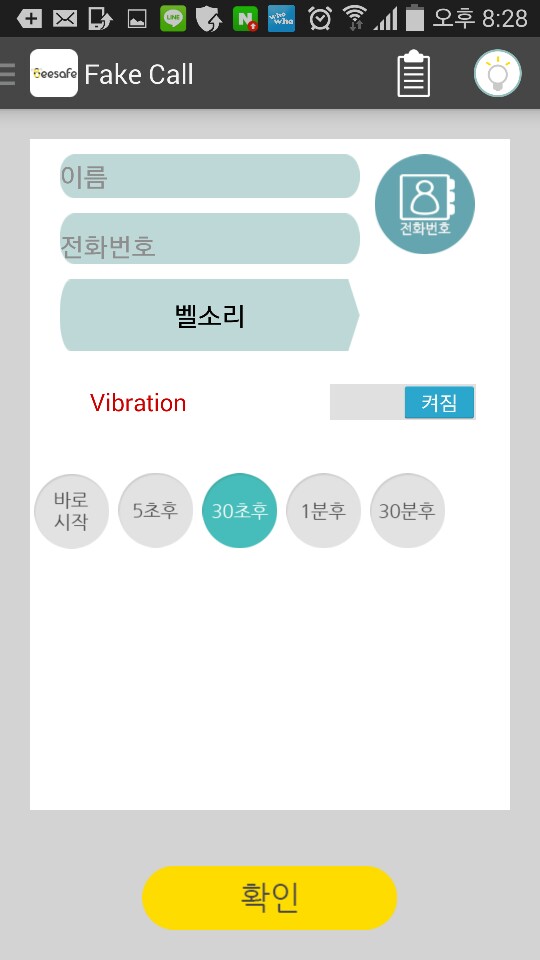 LINE
N
who
who
오후 8:28
Beesafe
Fake Call
이름
전화번호
전화번호
벨소리
Vibration
켜짐
바로
시작
5초후
30초후
1분후
30분후
확인